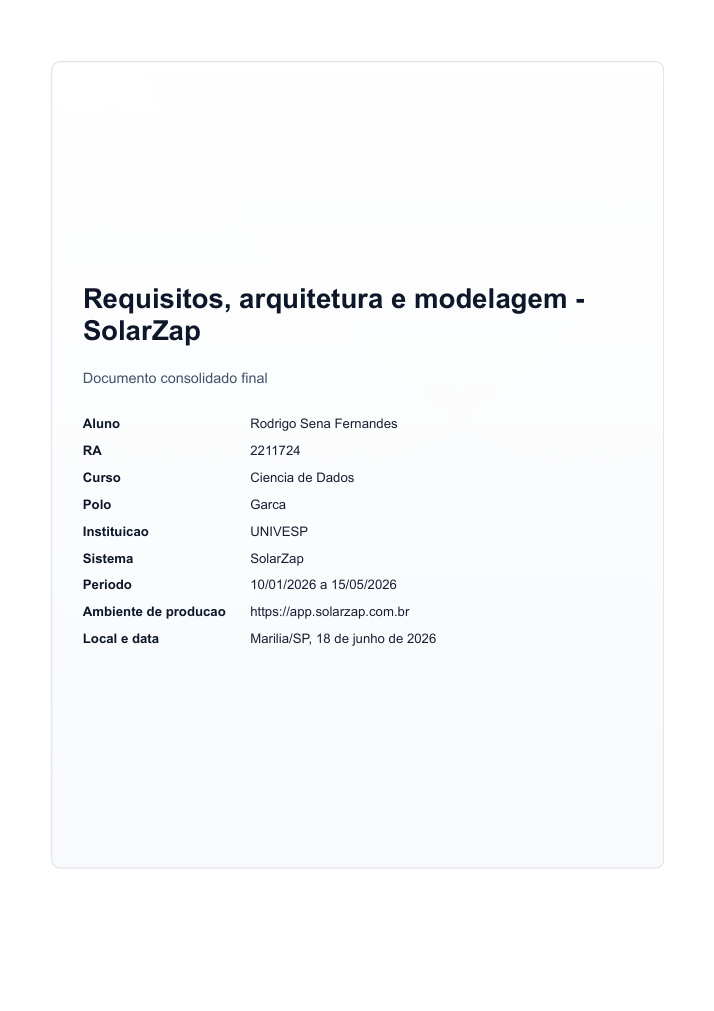 Requisitos, arquitetura e modelagem -
SolarZap
Documento consolidado final
Aluno Rodrigo Sena Fernandes
RA 2211724
Curso Ciencia de Dados
Polo Garca
Instituicao UNIVESP
Sistema SolarZap
Periodo 10/01/2026 a 15/05/2026
Ambiente de producao https://app.solarzap.com.br
Local e data Marilia/SP, 18 de junho de 2026